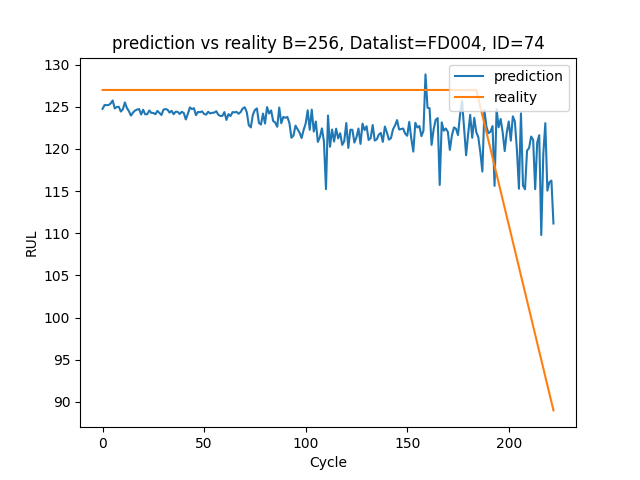 prediction vs reality B=256, Datalist=FD004, ID=74
prediction
reality
130
125
120
115
110
105
100
95
90
RUL
0 50 100 150 200
Cycle